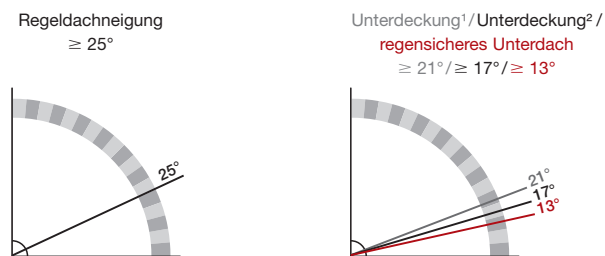 Regeldachneigung
≥ 25°
25°
Unterdeckung¹/Unterdeckung²/
regensicheres Unterdach
≥ 21°/≥ 17°/≥ 13°
21°
17°
13°